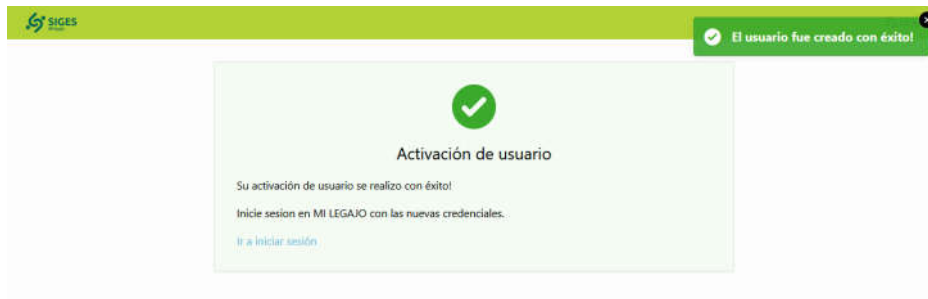 SIGES
El usuario fue creado con éxito!
Activación de usuario
Su activación de usuario se realizo con éxito!
Inicie sesion en MI LEGAJO con las nuevas credenciales.
Ir a iniciar sesión